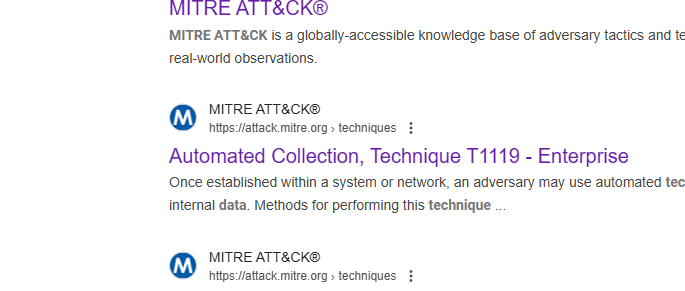 MITRE ATT&CK®
MITRE ATT&CK is a globally-accessible knowledge base of adversary tactics and te
real-world observations.
MITRE ATT&CK®
https://attack.mitre.org › techniques
Automated Collection, Technique T1119 - Enterprise
Once established within a system or network, an adversary may use automated tec
internal data. Methods for performing this technique ...
MITRE ATT&CK®
https://attack.mitre.org › techniques